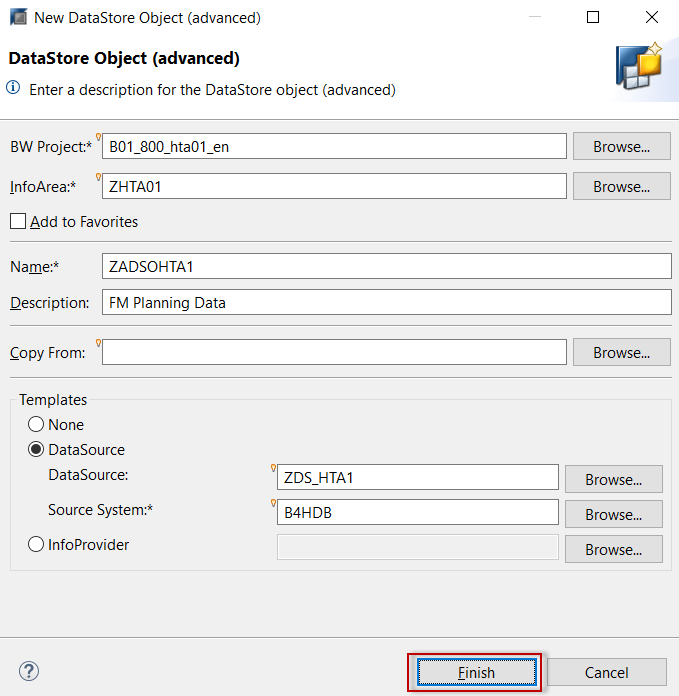 New DataStore Object (advanced)
DataStore Object (advanced)
Enter a description for the DataStore object (advanced)
BW Project:* B01_800_hta01_en Browse...
InfoArea:* ZHTA01 Browse...
Add to Favorites
Name:* ZADSOHTA1
Description: FM Planning Data
Copy From: Browse...
Templates
None
DataSource
DataSource: ZDS_HTA1 Browse...
Source System:* B4HDB Browse...
InfoProvider Browse...
? Finish Cancel